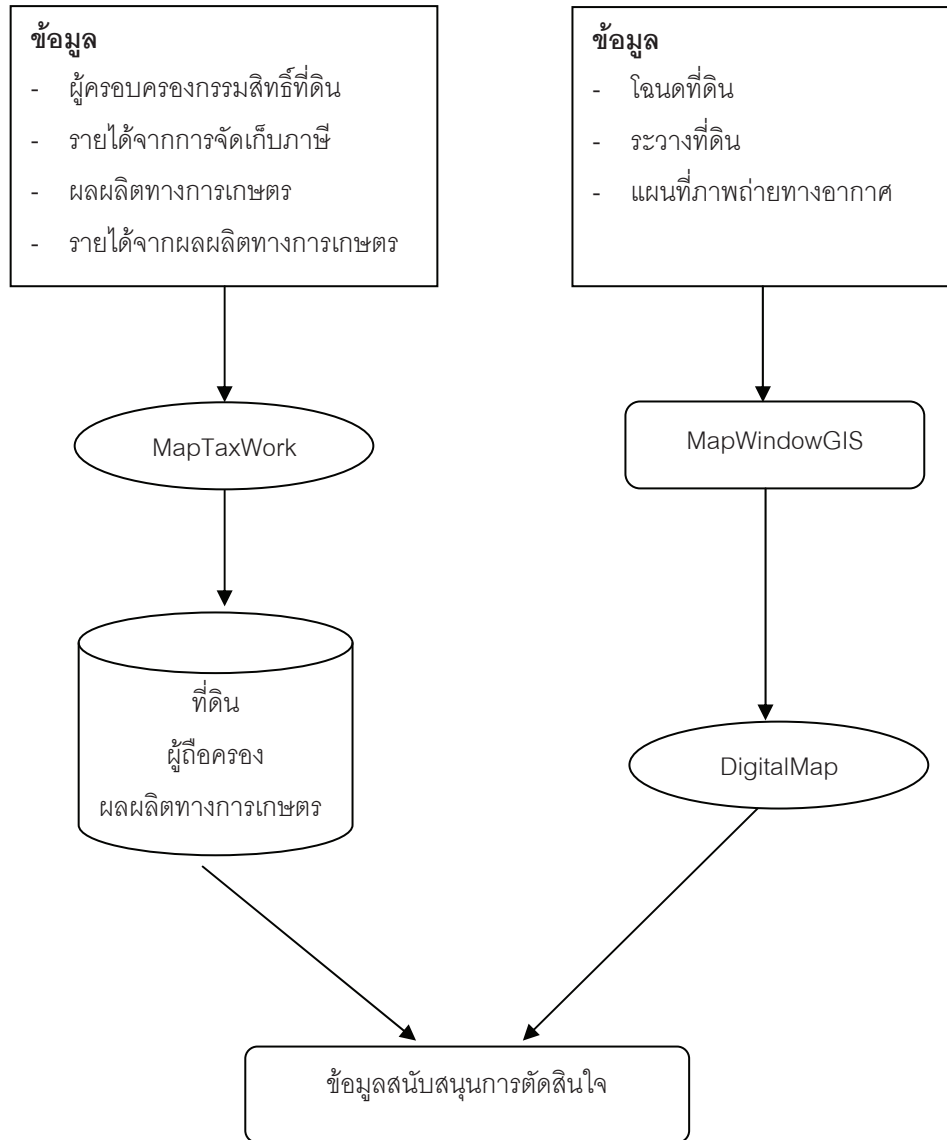 ข้อมูล
- ผู้ครอบครองกรรมสิทธิ์ที่ดิน
- รายได้จากการจัดเก็บภาษี
- ผลผลิตทางการเกษตร
- รายได้จากผลผลิตทางการเกษตร
ข้อมูล
- โฉนดที่ดิน
- ระวางที่ดิน
- แผนที่ภาพถ่ายทางอากาศ
MapTaxWork
MapWindowGIS
ที่ดิน
ผู้ถือครอง
ผลผลิตทางการเกษตร
DigitalMap
ข้อมูลสนับสนุนการตัดสินใจ